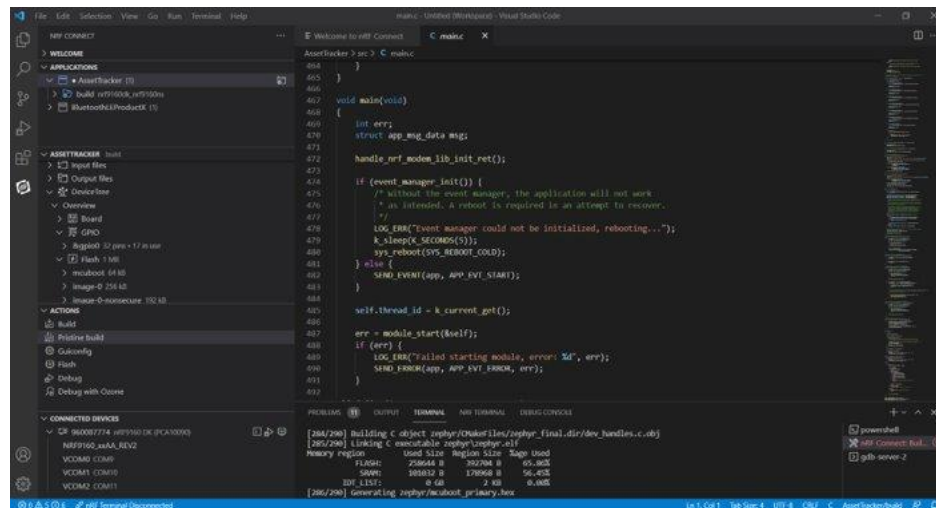 File Edit Selection View Go Run Terminal Help
main.c - Untitled (Workspace) - Visual Studio Code
NRF CONNECT
WELCOME
APPLICATIONS
AssetTracker (1)
build nrf9160dk_nrf9160ns
BluetoothLEProductX (1)
ASSETTRACKER build
Input files
Output files
DeviceTree
Overview
Board
GPIO
&gpio0 32 pins • 17 in use
Flash 1 MB
mcuboot 64 kB
image-0 256 kB
image-0-nonsecure 192 kB
ACTIONS
Build
Pristine build
Guiconfig
Flash
Debug
Debug with Ozone
CONNECTED DEVICES
960087774 nRF9160 DK (PCA10090)
NRF9160_xxAA_REV2
VCOM0 COM9
VCOM1 COM10
VCOM2 COM11
Welcome to nRF Connect
C main.c X
AssetTracker > src > C main.c
464 }
465 }
466
467 void main(void)
468 {
469 int err;
470 struct app_msg_data msg;
471
472 handle_nrf_modem_lib_init_ret();
473
474 if (event_manager_init()) {
475 /* Without the event manager, the application will not work
476 * as intended. A reboot is required in an attempt to recover.
477 */
478 LOG_ERR("Event manager could not be initialized, rebooting...");
479 k_sleep(K_SECONDS(5));
480 sys_reboot(SYS_REBOOT_COLD);
481 } else {
482 SEND_EVENT(app, APP_EVT_START);
483 }
484
485 self.thread_id = k_current_get();
486
487 err = module_start(&self);
488 if (err) {
489 LOG_ERR("Failed starting module, error: %d", err);
490 SEND_ERROR(app, APP_EVT_ERROR, err);
491 }
492
PROBLEMS 11 OUTPUT TERMINAL NRF TERMINAL DEBUG CONSOLE
[284/290] Building C object zephyr/CMakeFiles/zephyr_final.dir/dev_handles.c.obj
[285/290] Linking C executable zephyr\zephyr.elf
Memory region Used Size Region Size %age Used
FLASH: 258644 B 392704 B 65.86%
SRAM: 101032 B 178968 B 56.45%
IDT_LIST: 0 GB 2 KB 0.00%
[286/290] Generating zephyr/mcuboot_primary.hex
powershell
nRF Connect: Buil...
gdb-server-2
nRF Terminal Disconnected
Ln 1, Col 1 Tab Size: 4 UTF-8 CRLF C AssetTracker/build